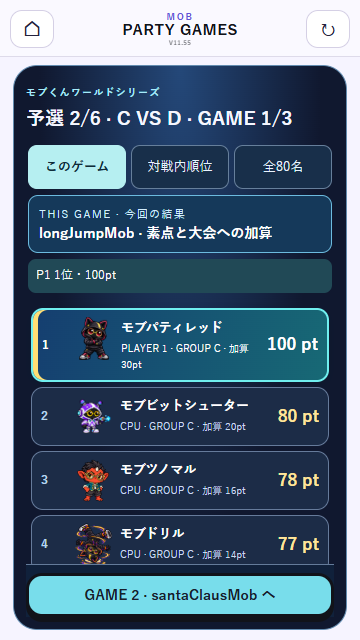 MOB
PARTY GAMES
V11.55
モブくんワールドシリーズ
予選 2/6 · C VS D · GAME 1/3
このゲーム
対戦内順位
全80名
THIS GAME · 今回の結果
longJumpMob · 素点と大会への加算
P1 1位・100pt
1
モブパティレッド
PLAYER 1 · GROUP C · 加算
30pt
100 pt
2
モブビットシューター
CPU · GROUP C · 加算 20pt
80 pt
3
モブツノマル
CPU · GROUP C · 加算 16pt
78 pt
4
モブドリル
CPU · GROUP C · 加算 14pt
77 pt
GAME 2 · santaClausMob へ